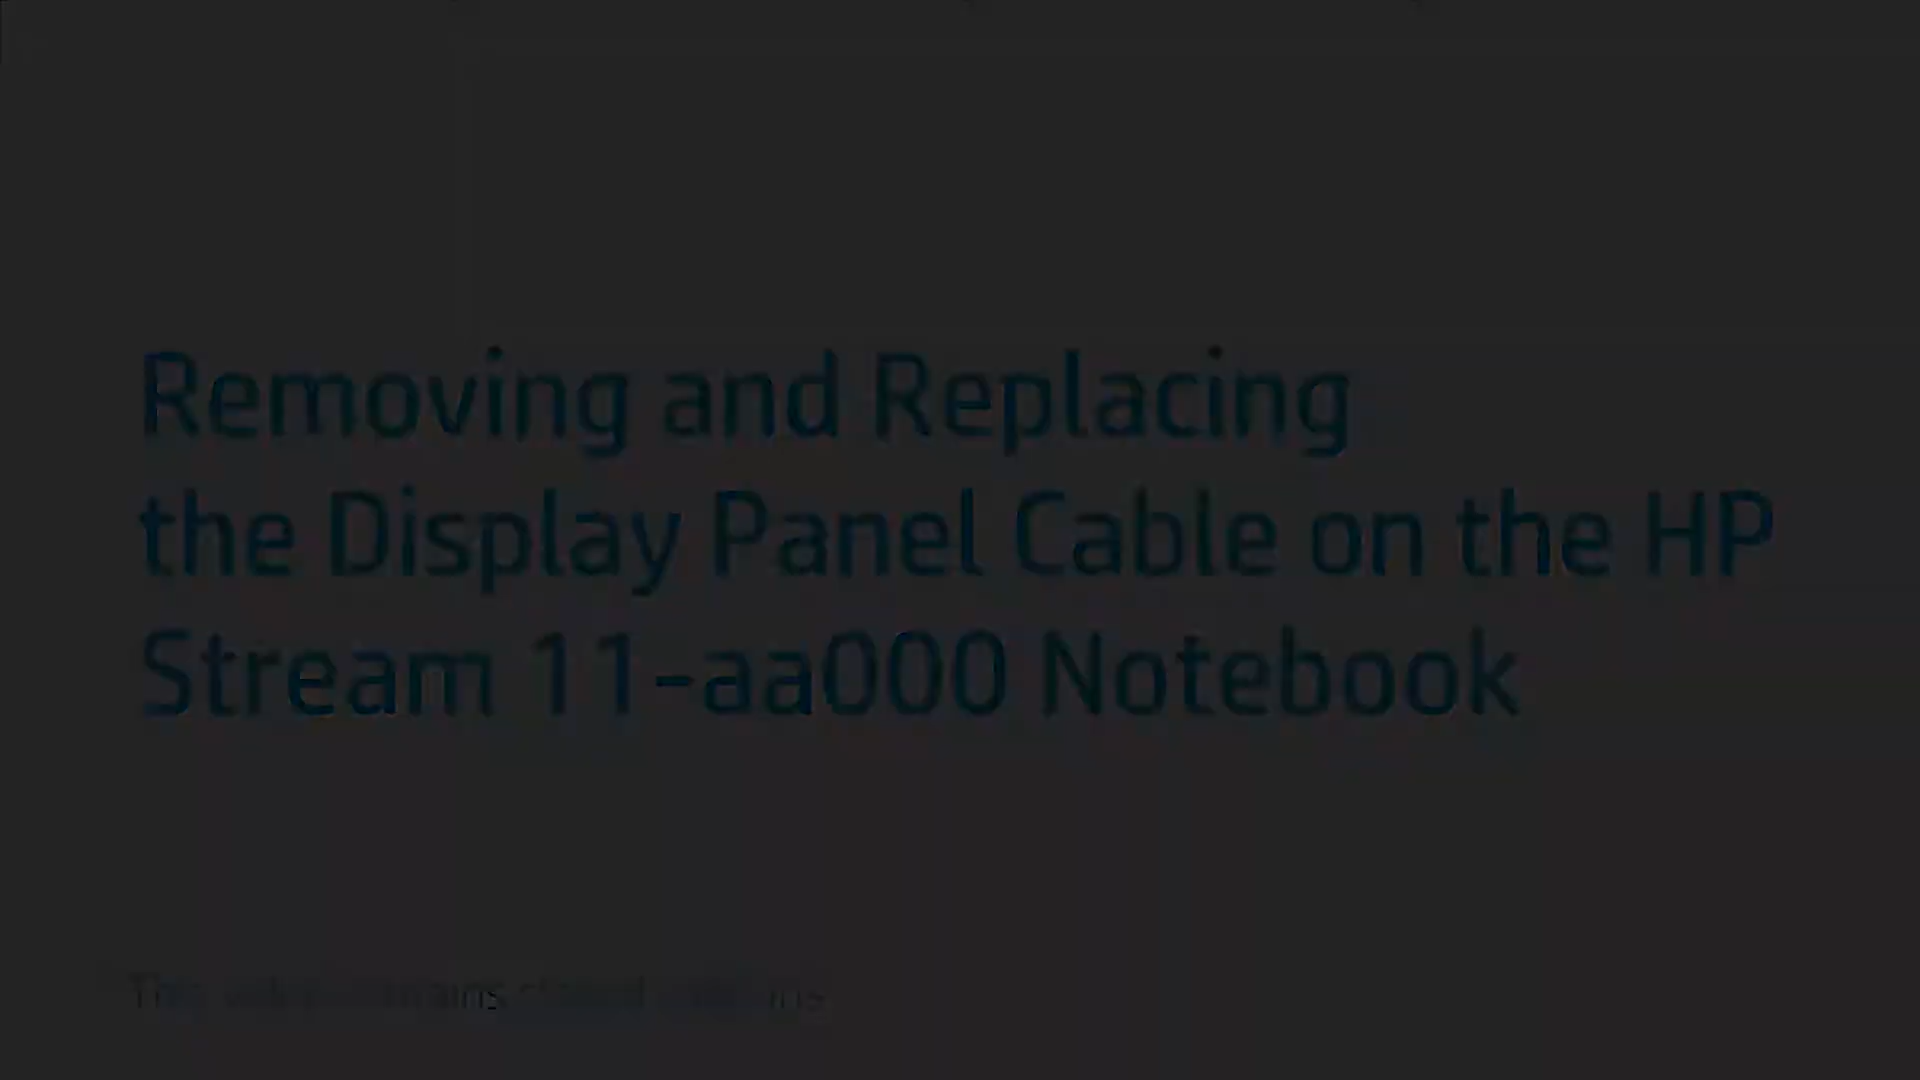 Removing and Replacing
the Display Panel Cable on the HP
Stream 11-aa000 Notebook